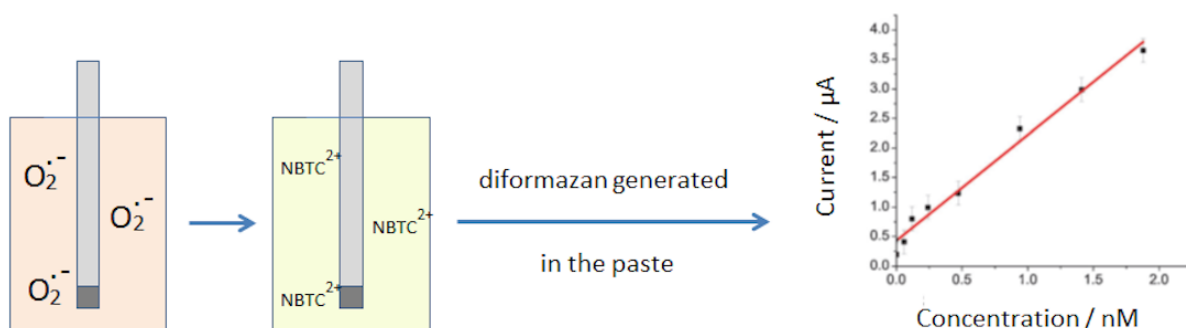 O₂·⁻
O₂·⁻
O₂·⁻
NBTC²⁺
NBTC²⁺
NBTC²⁺
diformazan generated
in the paste
Current / μA
4.0
3.5
3.0
2.5
2.0
1.5
1.0
0.5
0.0
0.0
0.5
1.0
1.5
2.0
Concentration / nM